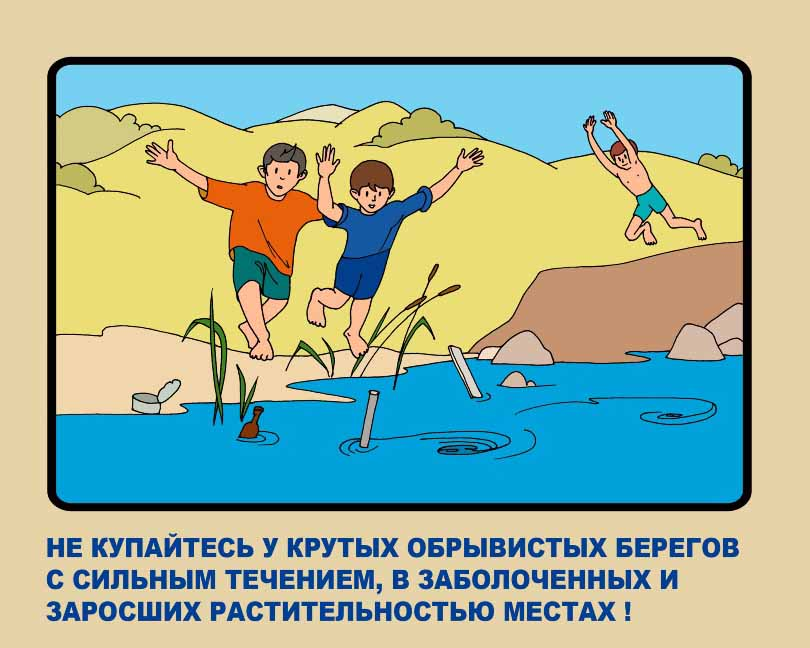 НЕ КУПАЙТЕСЬ У КРУТЫХ ОБРЫВИСТЫХ БЕРЕГОВ
С СИЛЬНЫМ ТЕЧЕНИЕМ, В ЗАБОЛОЧЕННЫХ И
ЗАРОСШИХ РАСТИТЕЛЬНОСТЬЮ МЕСТАХ !